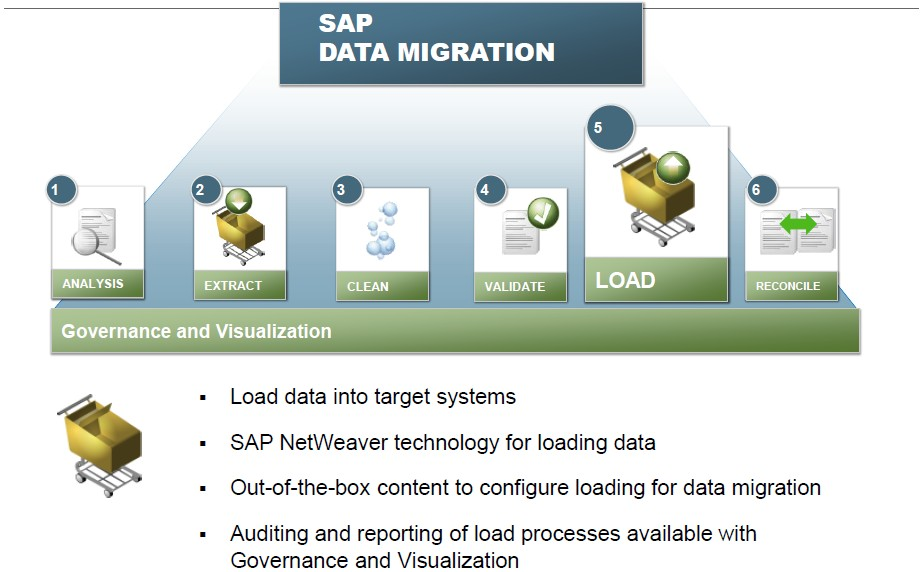 SAP
DATA MIGRATION
1
2
3
4
5
6
ANALYSIS
EXTRACT
CLEAN
VALIDATE
LOAD
RECONCILE
Governance and Visualization
▪ Load data into target systems
▪ SAP NetWeaver technology for loading data
▪ Out-of-the-box content to configure loading for data migration
▪ Auditing and reporting of load processes available with
Governance and Visualization